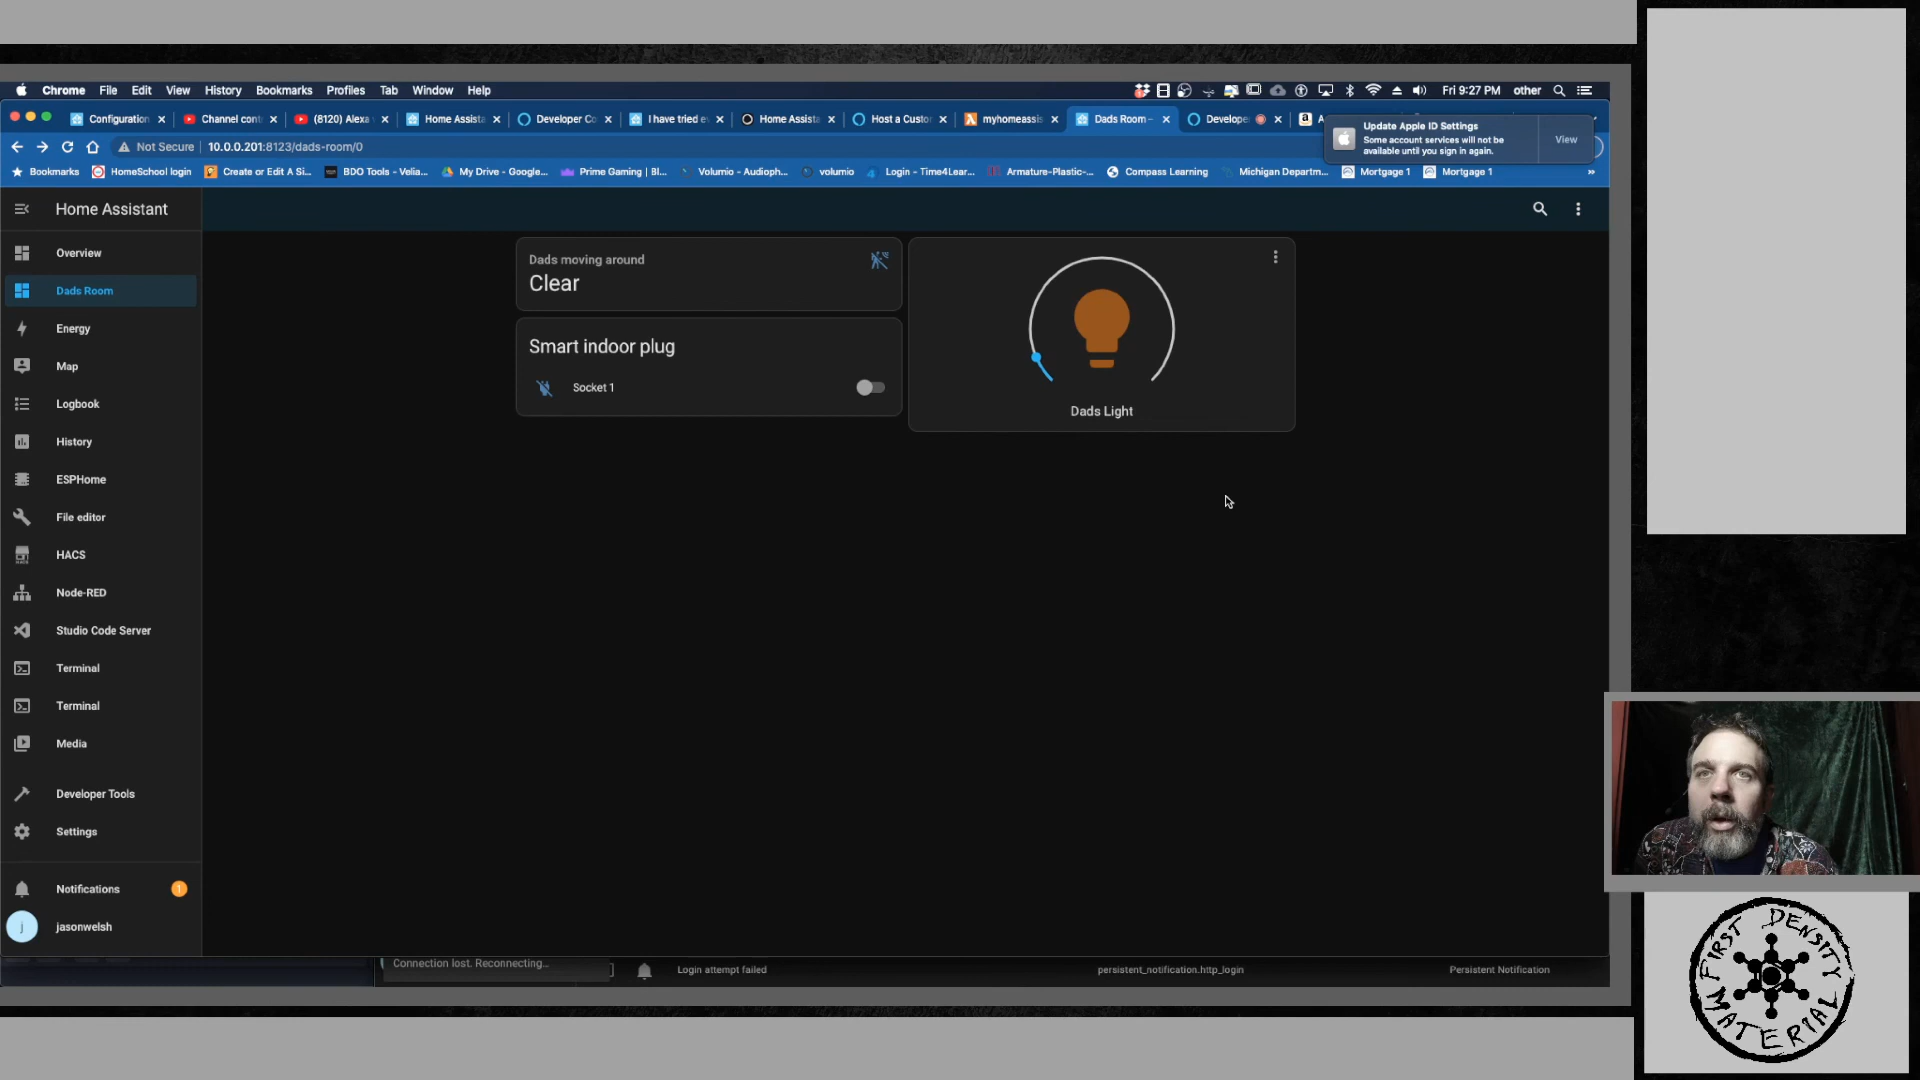 Chrome File Edit View History Bookmarks Profiles Tab Window Help
Fri 9:27 PM other
Configuration
Channel cont
(8120) Alexa
Home Assista
Developer Co
I have tried e
Home Assista
Host a Custo
myhomeassis
Dads Room –
Develope
Update Apple ID Settings
Some account services will not be
available until you sign in again.
View
Not Secure 10.0.0.201:8123/dads-room/0
Bookmarks HomeSchool login Create or Edit A Si... BDO Tools - Velia... My Drive - Google... Prime Gaming | Bl... Volumio - Audioph... volumio Login - Time4Lear... Armature-Plastic-... Compass Learning Michigan Departm... Mortgage 1 Mortgage 1 »
Home Assistant
Overview
Dads Room
Energy
Map
Logbook
History
ESPHome
File editor
HACS
Node-RED
Studio Code Server
Terminal
Terminal
Media
Developer Tools
Settings
Notifications 1
j jasonwelsh
Dads moving around
Clear
Smart indoor plug
Socket 1
Dads Light
Connection lost. Reconnecting...
Login attempt failed
persistent_notification.http_login
Persistent Notification
FIRST DENSITY
MATERIAL